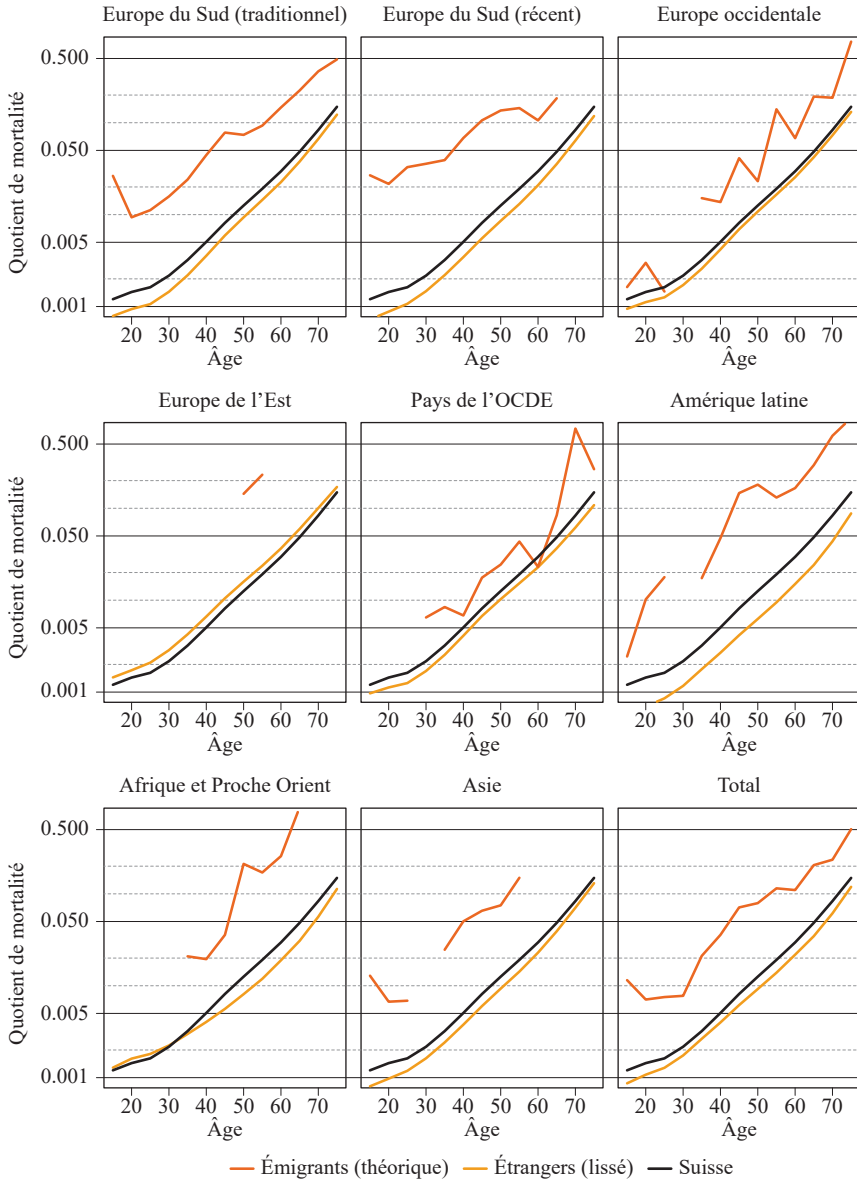 Europe du Sud (traditionnel) Europe du Sud (récent) Europe occidentale
Quotient de mortalité
0.500
0.050
0.005
0.001
20 30 40 50 60 70 20 30 40 50 60 70 20 30 40 50 60 70
Âge Âge Âge
Europe de l’Est Pays de l’OCDE Amérique latine
Quotient de mortalité
0.500
0.050
0.005
0.001
20 30 40 50 60 70 20 30 40 50 60 70 20 30 40 50 60 70
Âge Âge Âge
Afrique et Proche Orient Asie Total
Quotient de mortalité
0.500
0.050
0.005
0.001
20 30 40 50 60 70 20 30 40 50 60 70 20 30 40 50 60 70
Âge Âge Âge
Émigrants (théorique) Étrangers (lissé) Suisse